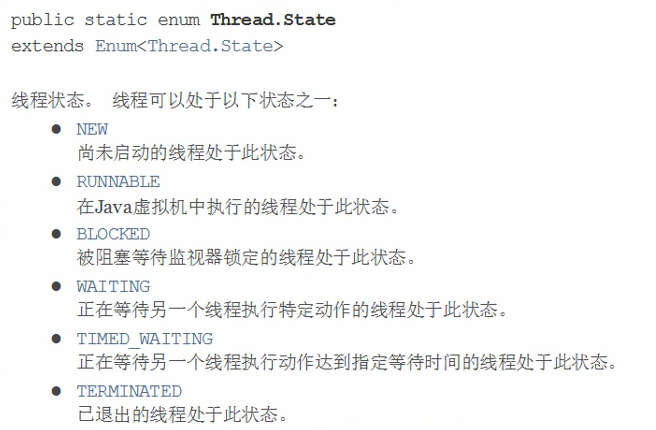 public static enum Thread.State
extends Enum<Thread.State>
线程状态。 线程可以处于以下状态之一:
● NEW
尚未启动的线程处于此状态。
● RUNNABLE
在Java虚拟机中执行的线程处于此状态。
● BLOCKED
被阻塞等待监视器锁定的线程处于此状态。
● WAITING
正在等待另一个线程执行特定动作的线程处于此状态。
● TIMED_WAITING
正在等待另一个线程执行动作达到指定等待时间的线程处于此状态。
● TERMINATED
已退出的线程处于此状态。